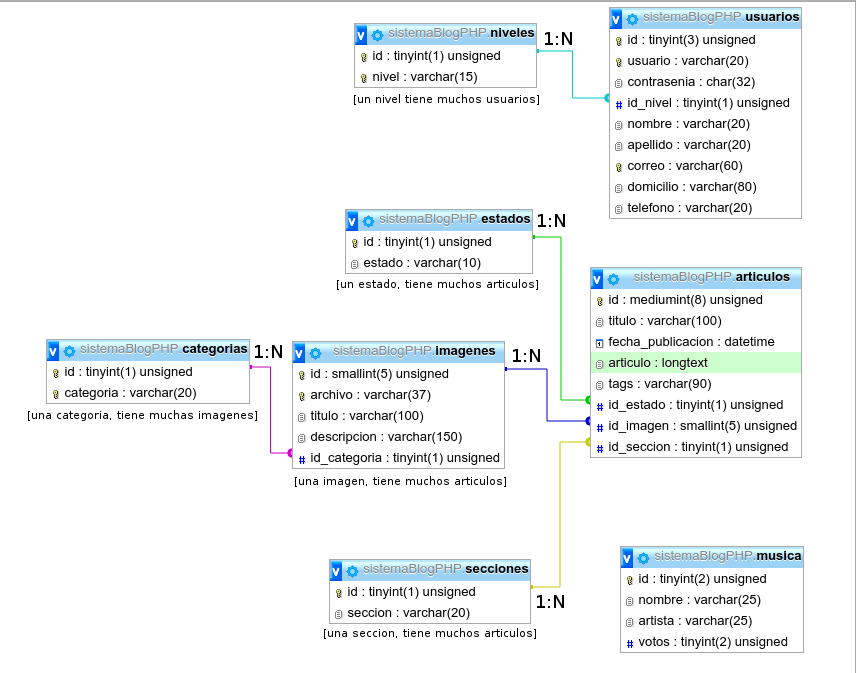 sistemaBlogPHP.niveles
id : tinyint(1) unsigned
nivel : varchar(15)
[un nivel tiene muchos usuarios]
1:N
sistemaBlogPHP.usuarios
id : tinyint(3) unsigned
usuario : varchar(20)
contrasenia : char(32)
id_nivel : tinyint(1) unsigned
nombre : varchar(20)
apellido : varchar(20)
correo : varchar(60)
domicilio : varchar(80)
telefono : varchar(20)
sistemaBlogPHP.estados
id : tinyint(1) unsigned
estado : varchar(10)
[un estado, tiene muchos articulos]
1:N
sistemaBlogPHP.articulos
id : mediumint(8) unsigned
titulo : varchar(100)
fecha_publicacion : datetime
articulo : longtext
tags : varchar(90)
id_estado : tinyint(1) unsigned
id_imagen : smallint(5) unsigned
id_seccion : tinyint(1) unsigned
sistemaBlogPHP.categorias
id : tinyint(1) unsigned
categoria : varchar(20)
[una categoria, tiene muchas imagenes]
1:N
sistemaBlogPHP.imagenes
id : smallint(5) unsigned
archivo : varchar(37)
titulo : varchar(100)
descripcion : varchar(150)
id_categoria : tinyint(1) unsigned
[una imagen, tiene muchos articulos]
1:N
sistemaBlogPHP.secciones
id : tinyint(1) unsigned
seccion : varchar(20)
[una seccion, tiene muchos articulos]
1:N
sistemaBlogPHP.musica
id : tinyint(2) unsigned
nombre : varchar(25)
artista : varchar(25)
votos : tinyint(2) unsigned